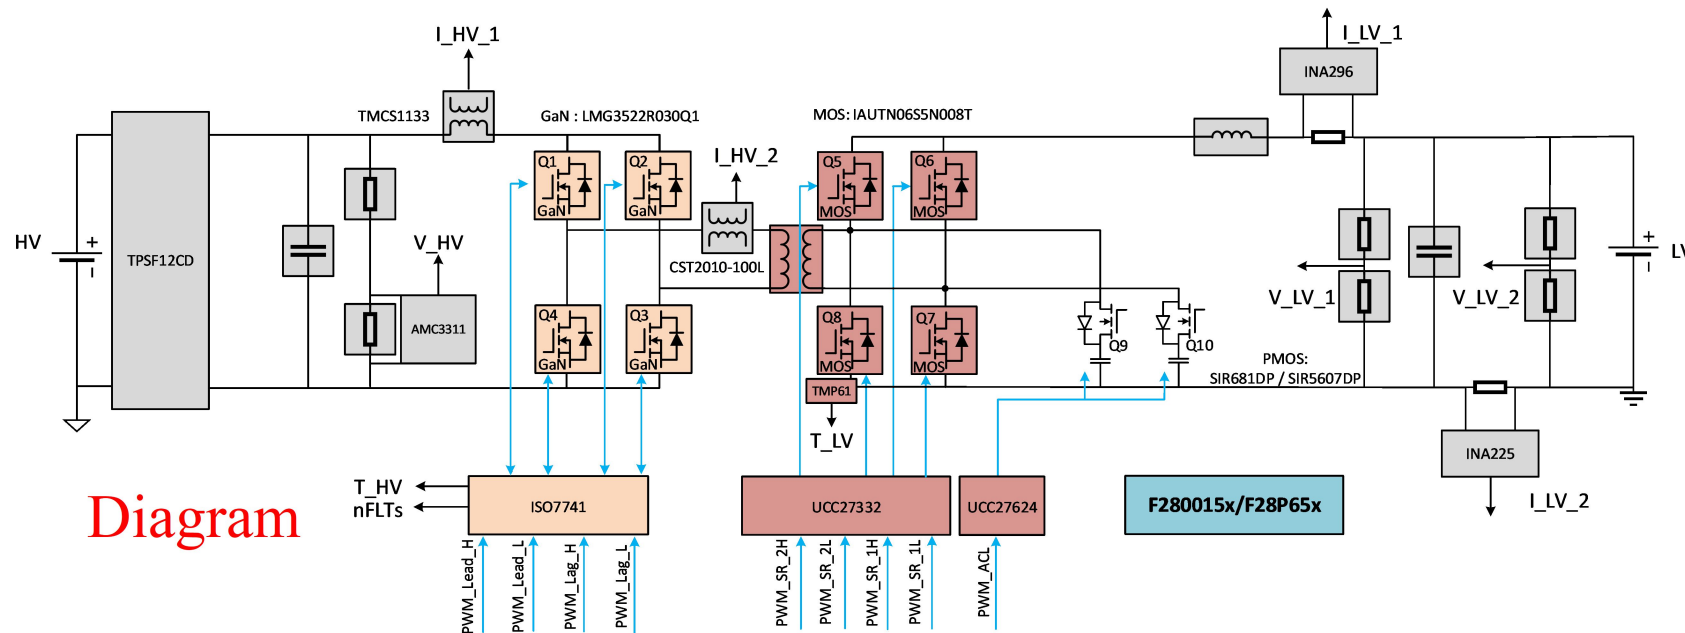 I_HV_1
I_LV_1
INA296
TMCS1133
GaN : LMG3522R030Q1
MOS: IAUTN06S5N008T
I_HV_2
Q1
GaN
Q2
GaN
Q5
MOS
Q6
MOS
HV
+
−
TPSF12CD
V_HV
CST2010-100L
AMC3311
Q4
GaN
Q3
GaN
Q8
MOS
Q7
MOS
Q9
Q10
V_LV_1
V_LV_2
+
−
LV
PMOS:
SIR681DP / SIR5607DP
TMP61
T_LV
INA225
I_LV_2
T_HV
nFLTs
ISO7741
UCC27332
UCC27624
F280015x/F28P65x
Diagram
PWM_Lead_H
PWM_Lead_L
PWM_Lag_H
PWM_Lag_L
PWM_SR_2H
PWM_SR_2L
PWM_SR_1H
PWM_SR_1L
PWM_ACL